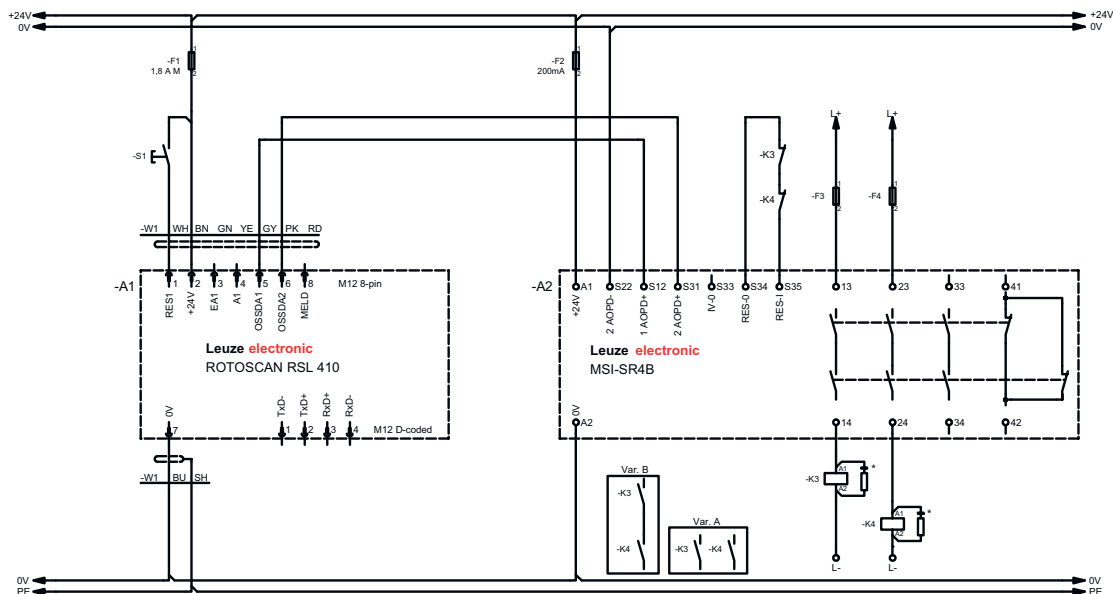 +24V
0V
+24V
0V
-F1
1,8 A M
1
2
-F2
200mA
1
2
L+
L+
-S1
-K3
-K4
-F3
1
2
-F4
1
2
-W1 WH BN GN YE GY PK RD
-A1
1 2 3 4 5 6 8 M12 8-pin
RES1
+24V
EA1
A1
OSSDA1
OSSDA2
MELD
Leuze electronic
ROTOSCAN RSL 410
0V
TxD-
TxD+
RxD+
RxD-
7 1 2 3 4 M12 D-coded
-W1 BU SH
-A2
A1 S22 S12 S31 S33 S34 S35 13 23 33 41
+24V
2 AOPD-
1 AOPD+
2 AOPD+
IV-0
RES-0
RES-I
Leuze electronic
MSI-SR4B
0V
A2 14 24 34 42
Var. B
-K3
-K4
Var. A
-K3 -K4
-K3
A1
A2
*
-K4
A1
A2
*
L-
L-
0V
PE
0V
PE